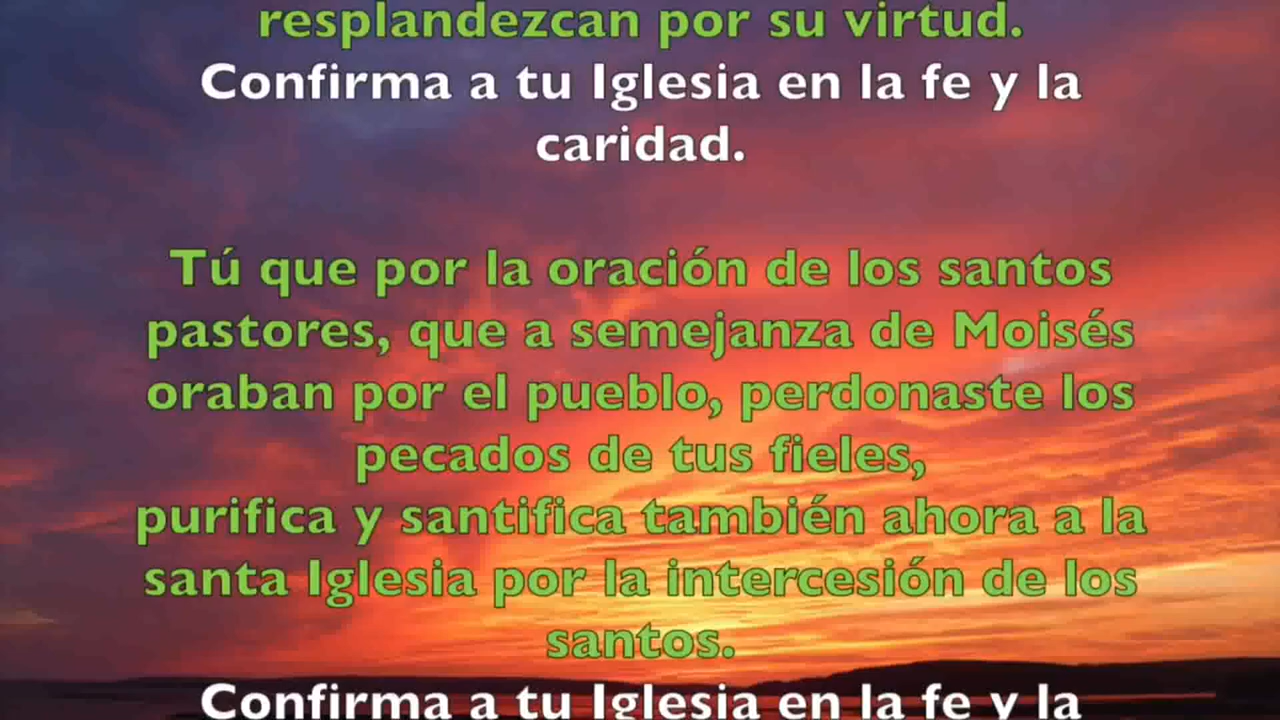 resplandezcan por su virtud.
Confirma a tu Iglesia en la fe y la
caridad.
Tú que por la oración de los santos
pastores, que a semejanza de Moisés
oraban por el pueblo, perdonaste los
pecados de tus fieles,
purifica y santifica también ahora a la
santa Iglesia por la intercesión de los
santos.
Confirma a tu Iglesia en la fe y la